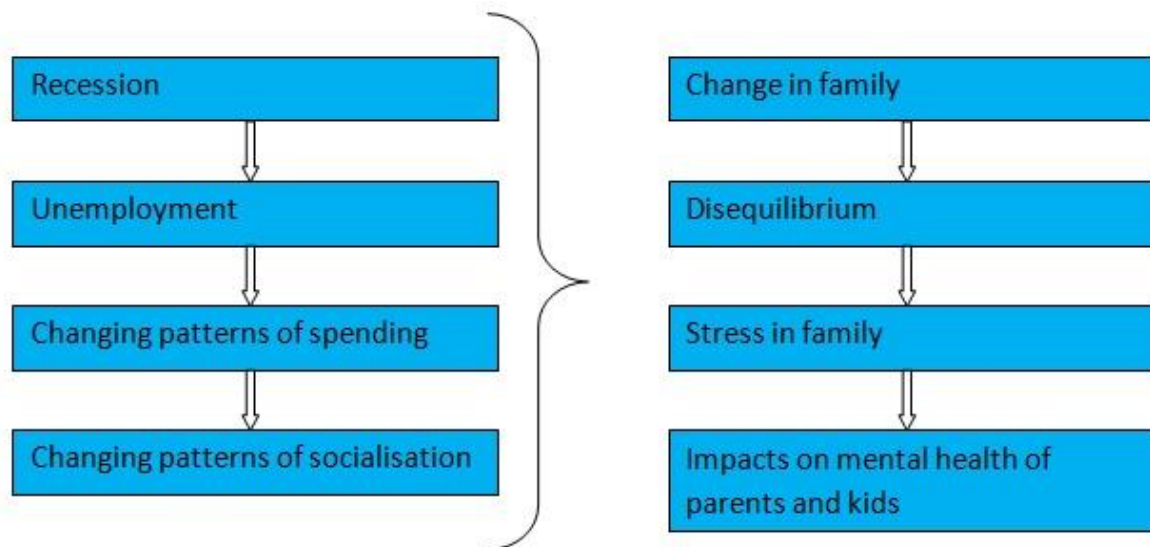 Recession
Unemployment
Changing patterns of spending
Changing patterns of socialisation
Change in family
Disequilibrium
Stress in family
Impacts on mental health of
parents and kids